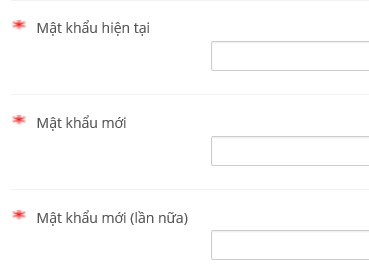 Mật khẩu hiện tại
Mật khẩu mới
Mật khẩu mới (lần nữa)